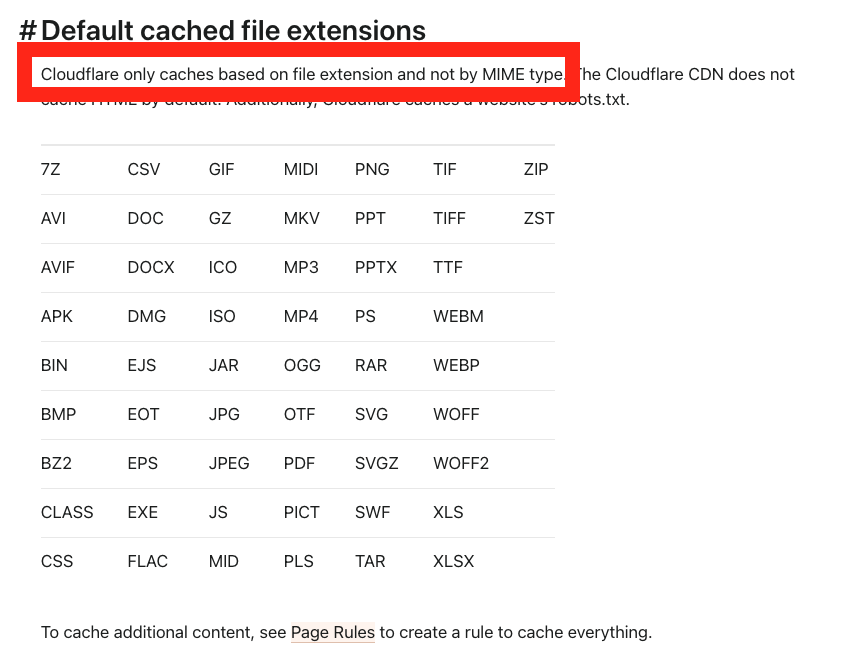 # Default cached file extensions
Cloudflare only caches based on file extension and not by MIME type. The Cloudflare CDN does not
cache HTML by default. Additionally, Cloudflare caches a website's robots.txt.
7Z CSV GIF MIDI PNG TIF ZIP
AVI DOC GZ MKV PPT TIFF ZST
AVIF DOCX ICO MP3 PPTX TTF
APK DMG ISO MP4 PS WEBM
BIN EJS JAR OGG RAR WEBP
BMP EOT JPG OTF SVG WOFF
BZ2 EPS JPEG PDF SVGZ WOFF2
CLASS EXE JS PICT SWF XLS
CSS FLAC MID PLS TAR XLSX
To cache additional content, see Page Rules to create a rule to cache everything.